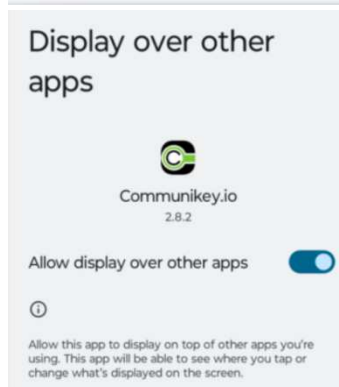 Display over other
apps
Communikey.io
2.8.2
Allow display over other apps
Allow this app to display on top of other apps you're
using. This app will be able to see where you tap or
change what's displayed on the screen.